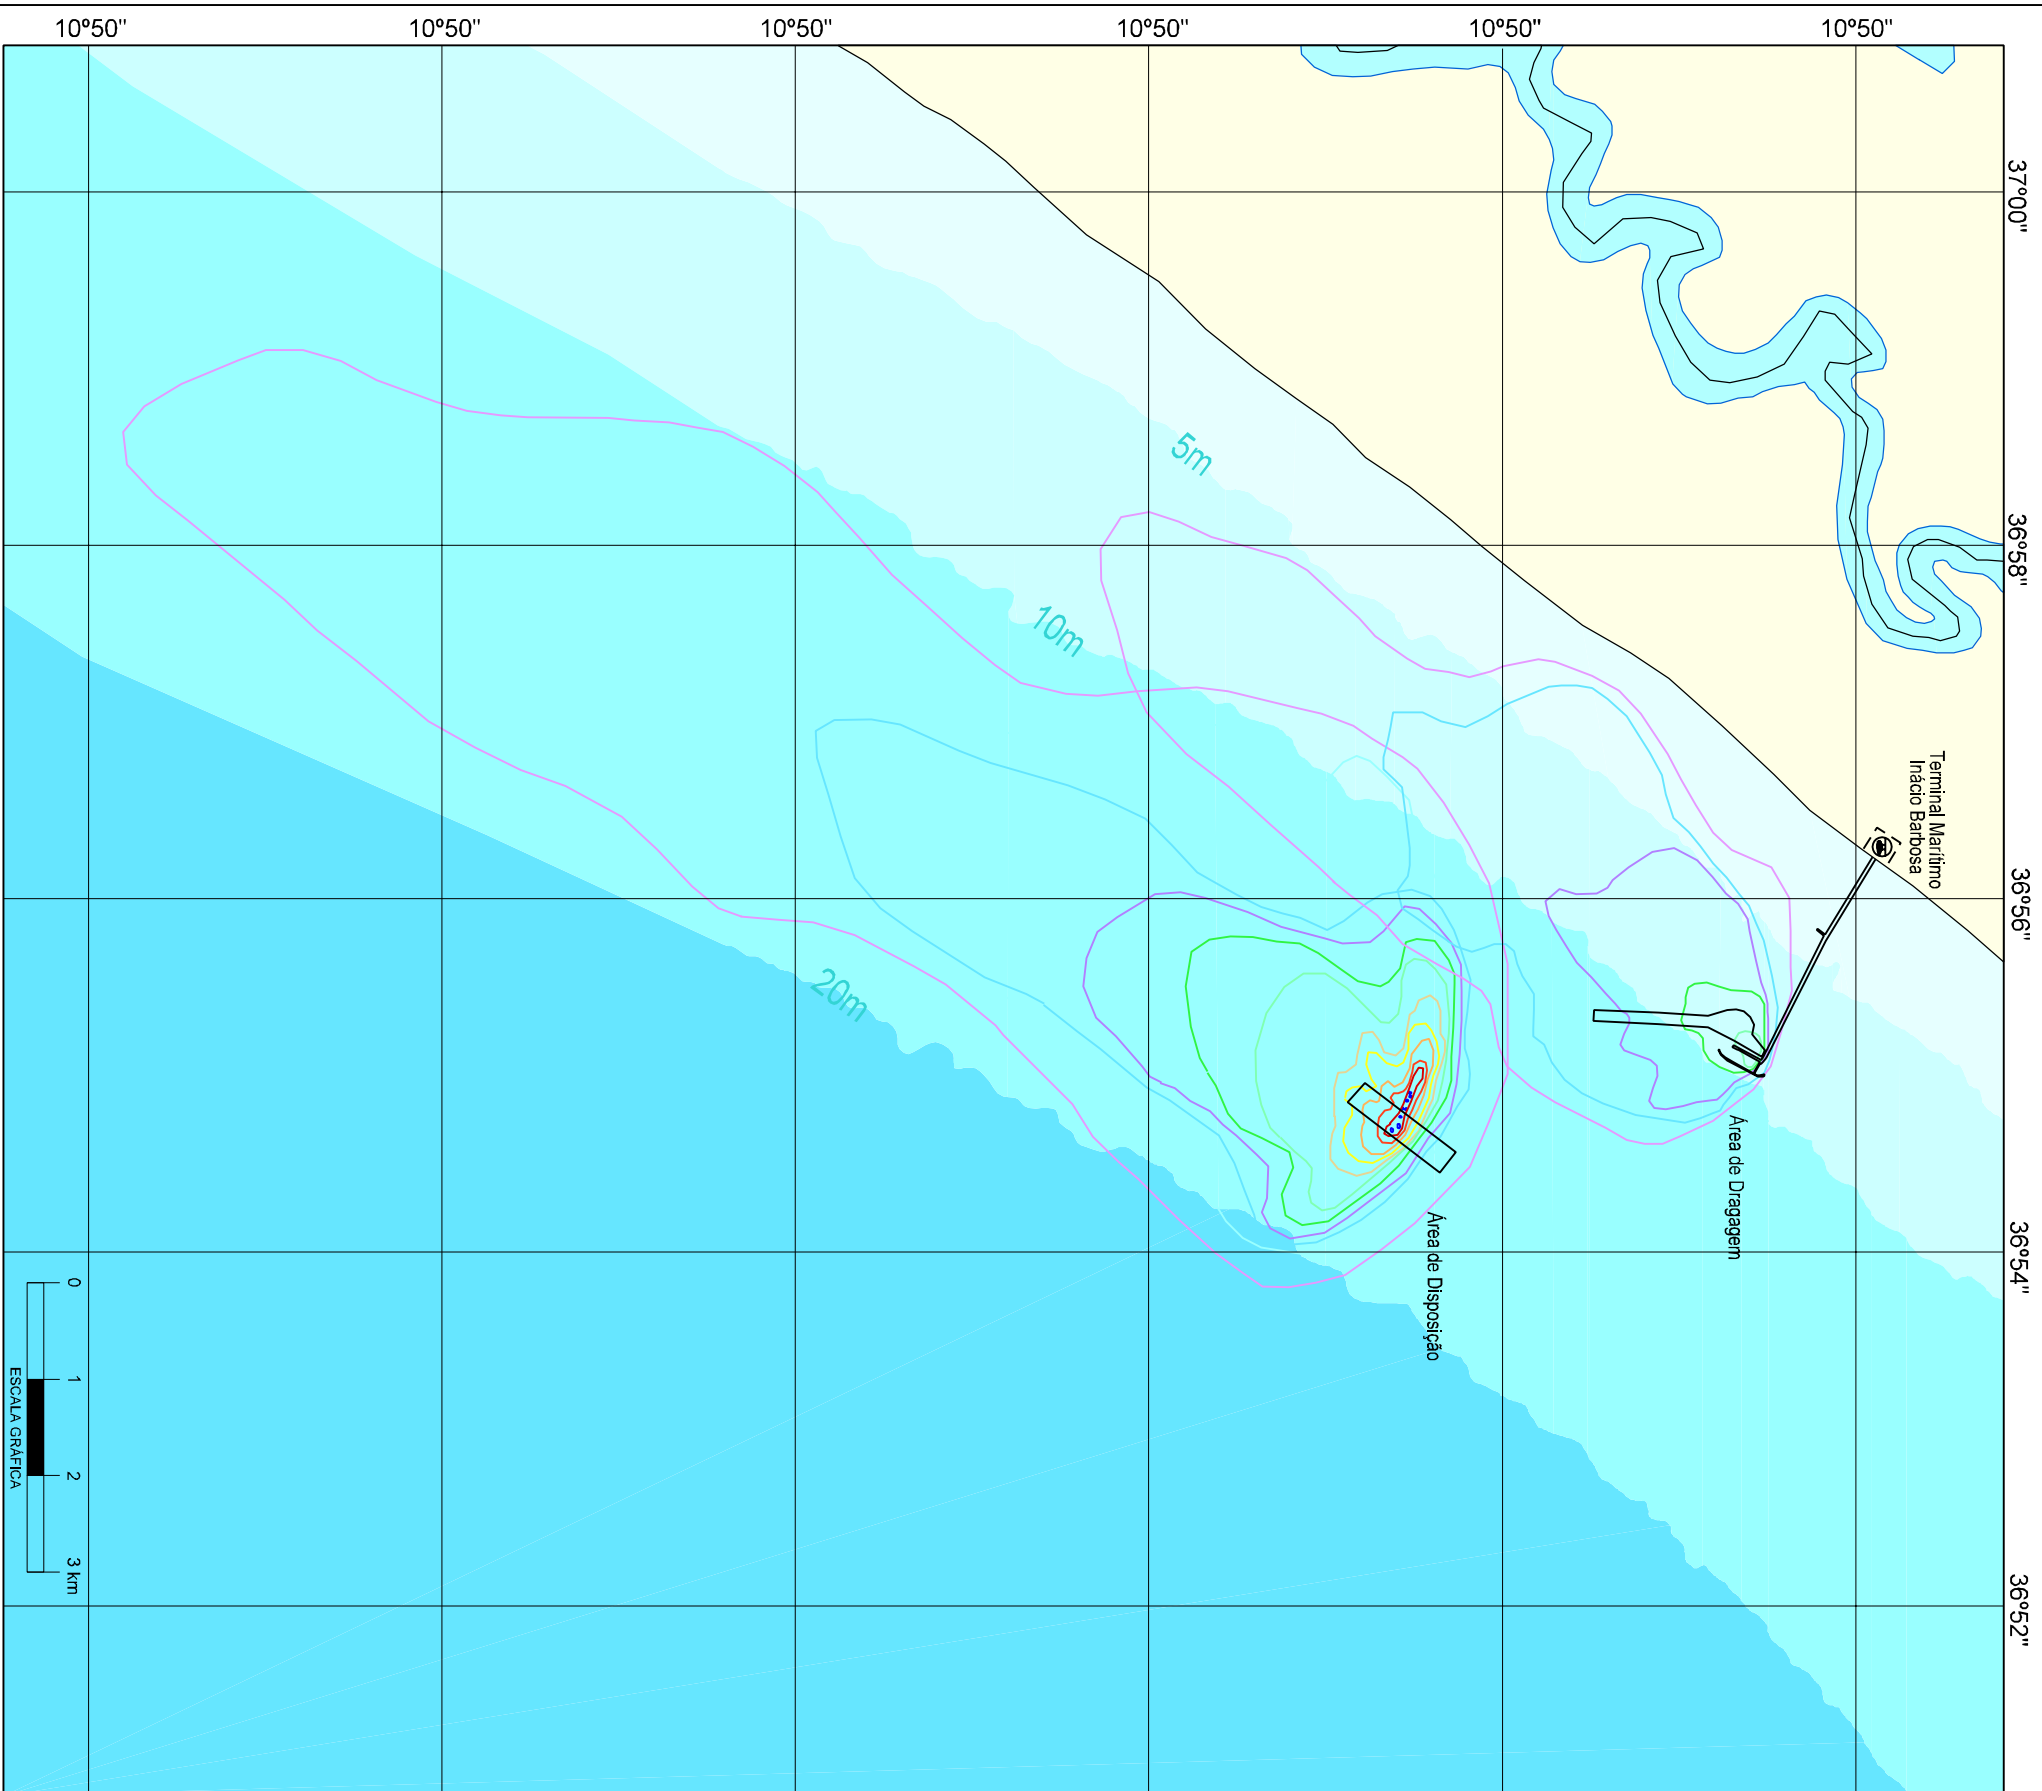 10º50"
10º50"
10º50"
10º50"
10º50"
10º50"
37º00"
36º58"
36º56"
36º54"
36º52"
5m
10m
20m
Terminal Marítimo
Inácio Barbosa
Área de Dragagem
Área de Disposição
0
1
2
3 km
ESCALA GRÁFICA